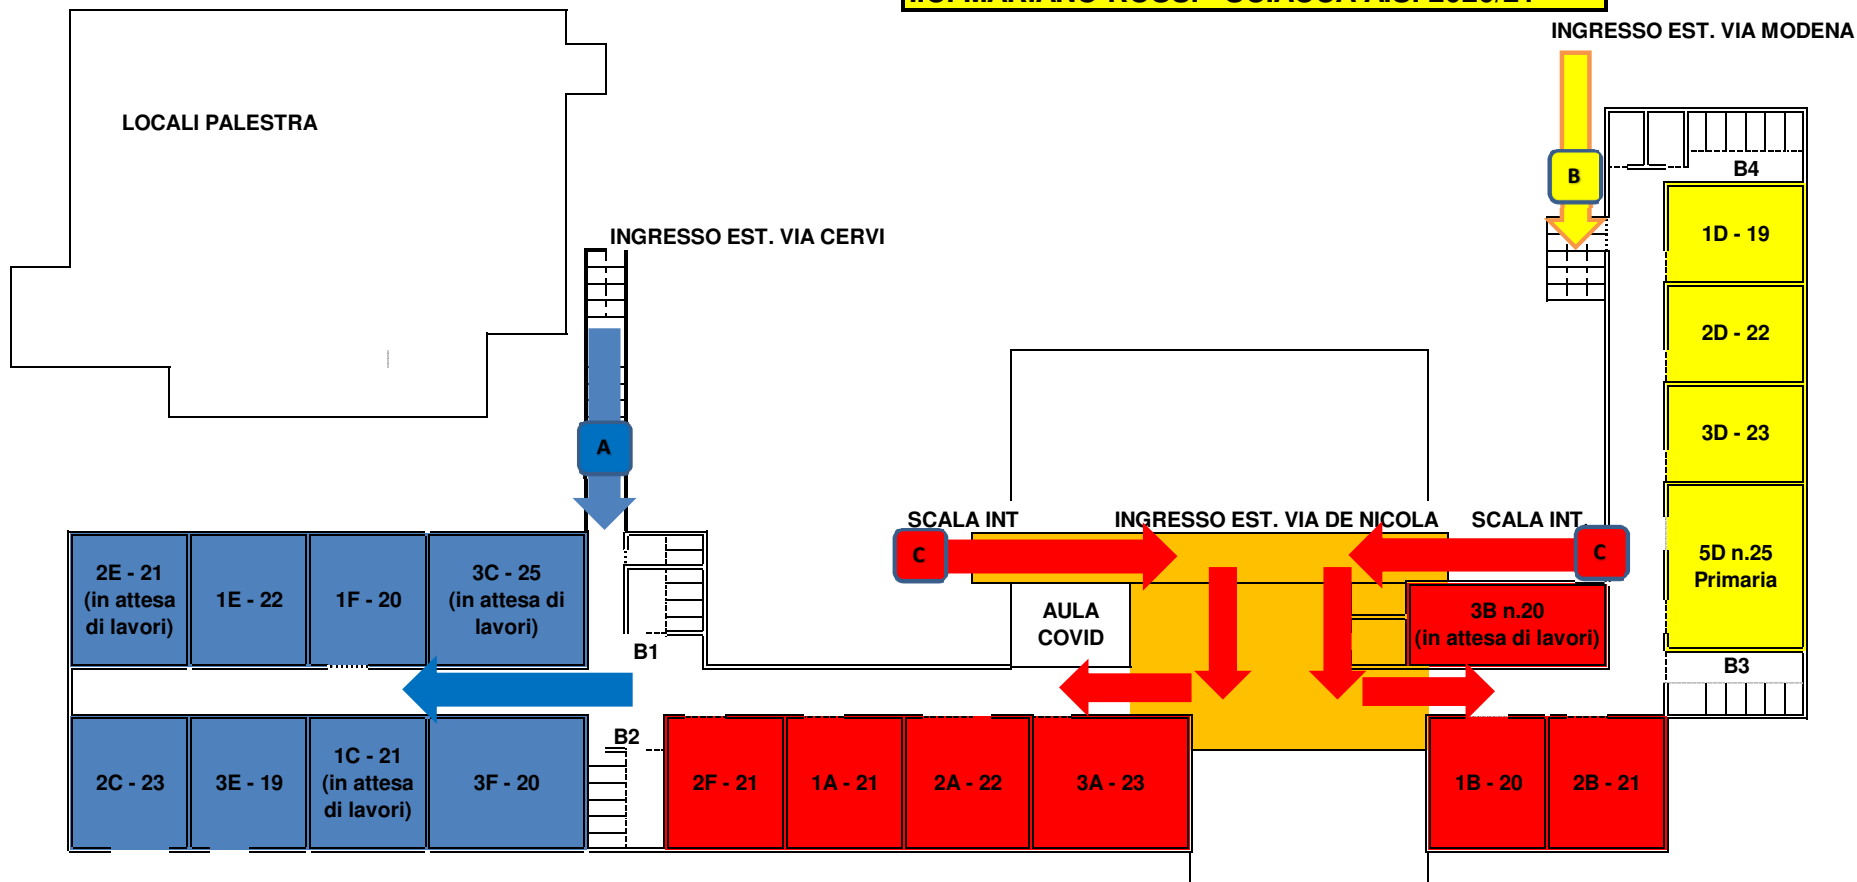 INGRESSO EST. VIA MODENA
LOCALI PALESTRA
B
B4
1D - 19
INGRESSO EST. VIA CERVI
2D - 22
3D - 23
A
SCALA INT
INGRESSO EST. VIA DE NICOLA
SCALA INT.
C
C
2E - 21
(in attesa
di lavori)
1E - 22
1F - 20
3C - 25
(in attesa di
lavori)
5D n.25
Primaria
AULA
COVID
3B n.20
(in attesa di lavori)
B1
B3
B2
2C - 23
3E - 19
1C - 21
(in attesa
di lavori)
3F - 20
2F - 21
1A - 21
2A - 22
3A - 23
1B - 20
2B - 21